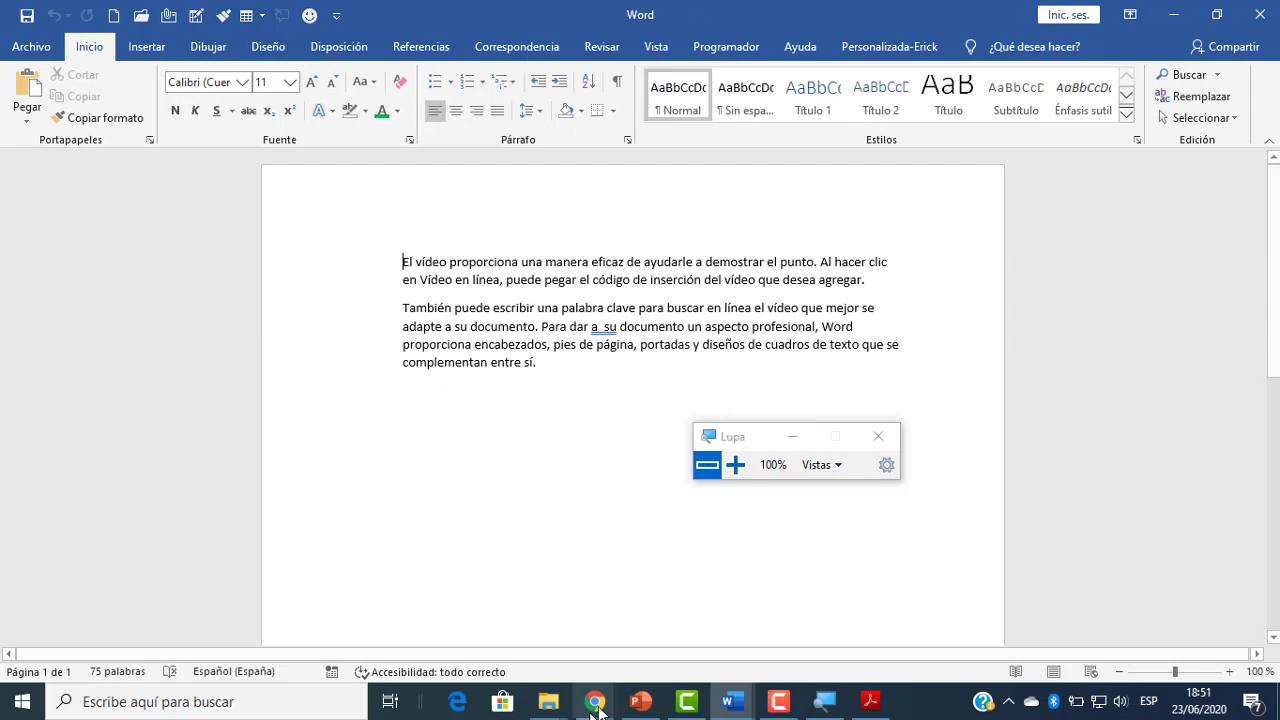 Word
Inic. ses.
Archivo Inicio Insertar Dibujar Diseño Disposición Referencias Correspondencia Revisar Vista Programador Ayuda Personalizada-Erick ¿Qué desea hacer? Compartir
Pegar
Cortar
Copiar
Copiar formato
Portapapeles
Calibri (Cuer 11
Aa
N K S abc x₂ x²
A A
Fuente
Párrafo
AaBbCcDc AaBbCcDc AaBbC AaBbCcD AaB AaBbCcD AaBbCcDc
¶ Normal ¶ Sin espa... Título 1 Título 2 Título Subtítulo Énfasis sutil
Estilos
Buscar
Reemplazar
Seleccionar
Edición
El vídeo proporciona una manera eficaz de ayudarle a demostrar el punto. Al hacer clic
en Vídeo en línea, puede pegar el código de inserción del vídeo que desea agregar.
También puede escribir una palabra clave para buscar en línea el vídeo que mejor se
adapte a su documento. Para dar a  su documento un aspecto profesional, Word
proporciona encabezados, pies de página, portadas y diseños de cuadros de texto que se
complementan entre sí.
Lupa
100% Vistas
Página 1 de 1 75 palabras Español (España) Accesibilidad: todo correcto 100 %
Escribe aquí para buscar
ESP
18:51
23/06/2020
7